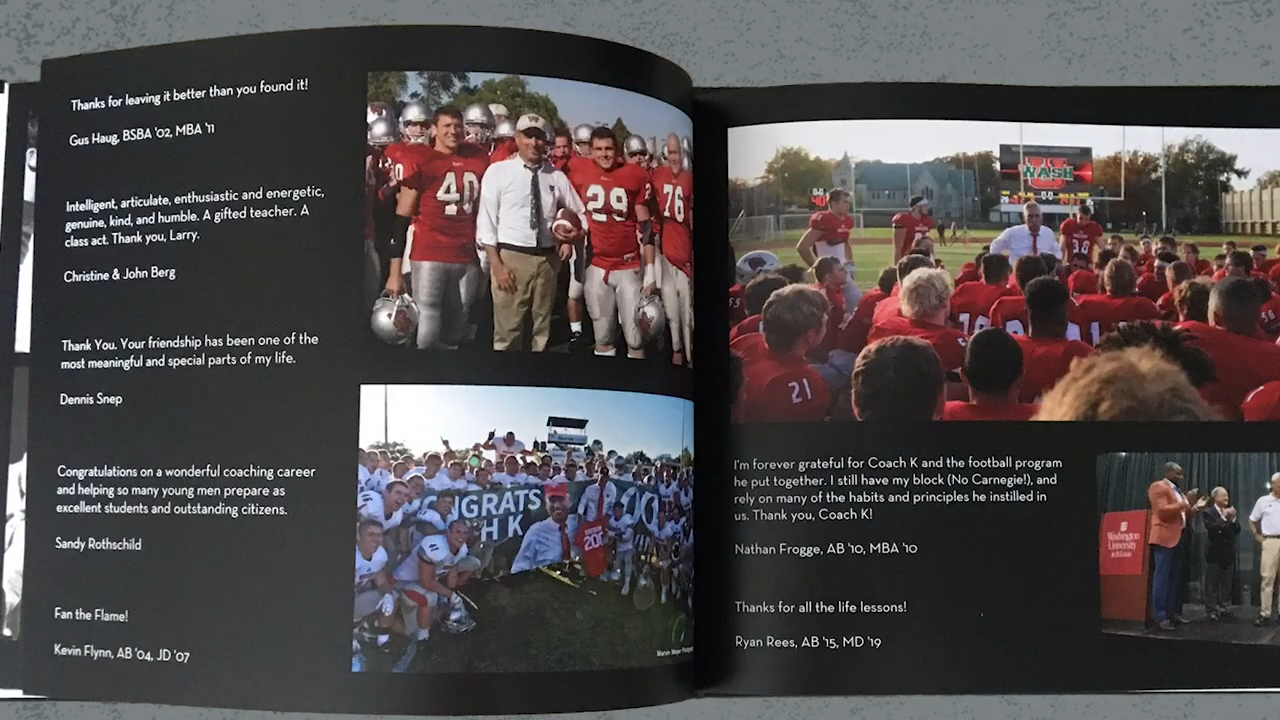 Thanks for leaving it better than you found it!
Gus Haug, BSBA '02, MBA '11
Intelligent, articulate, enthusiastic and energetic,
genuine, kind, and humble. A gifted teacher. A
class act. Thank you, Larry.
Christine & John Berg
Thank You. Your friendship has been one of the
most meaningful and special parts of my life.
Dennis Snep
Congratulations on a wonderful coaching career
and helping so many young men prepare as
excellent students and outstanding citizens.
Sandy Rothschild
Fan the Flame!
Kevin Flynn, AB '04, JD '07
40
29
76
NGRATS
H K
200
Marvin Meyer
WASH
U
38
21
I'm forever grateful for Coach K and the football program
he put together. I still have my block (No Carnegie!), and
rely on many of the habits and principles he instilled in
us. Thank you, Coach K!
Nathan Frogge, AB '10, MBA '10
Thanks for all the life lessons!
Ryan Rees, AB '15, MD '19
Washington
University
in St. Louis